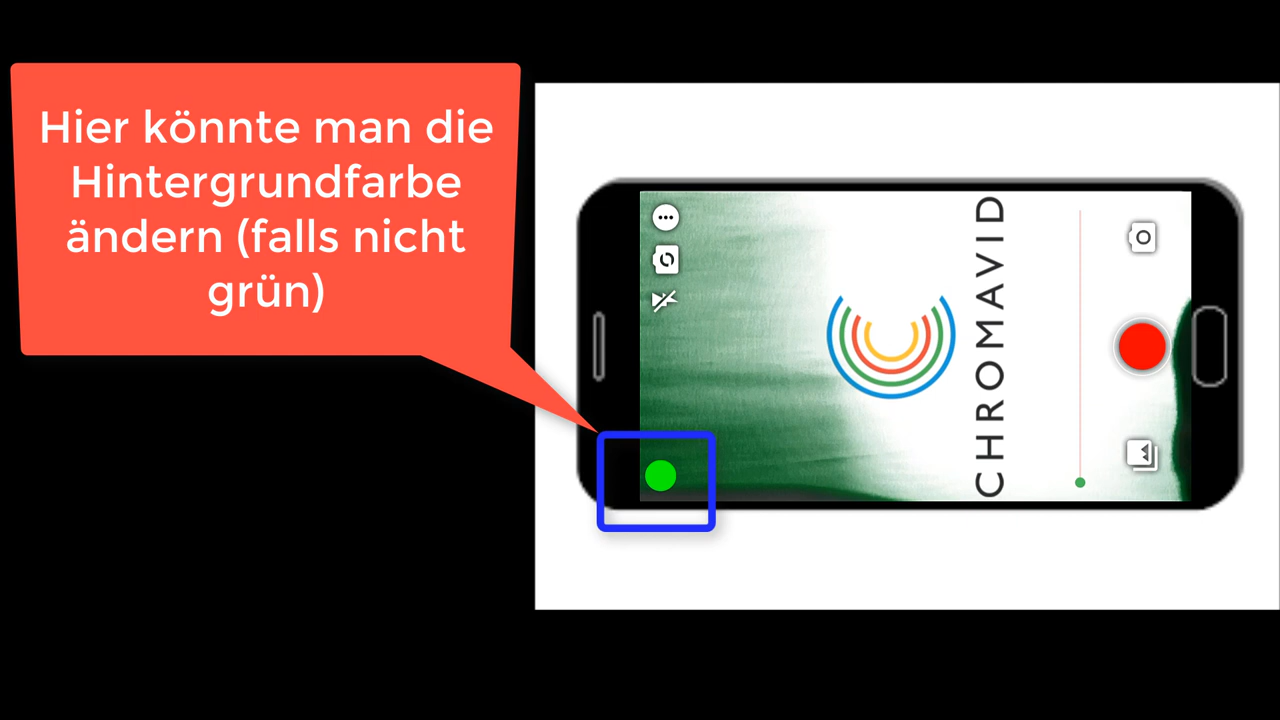 Hier könnte man die
Hintergrundfarbe
ändern (falls nicht
grün)
CHROMAVID